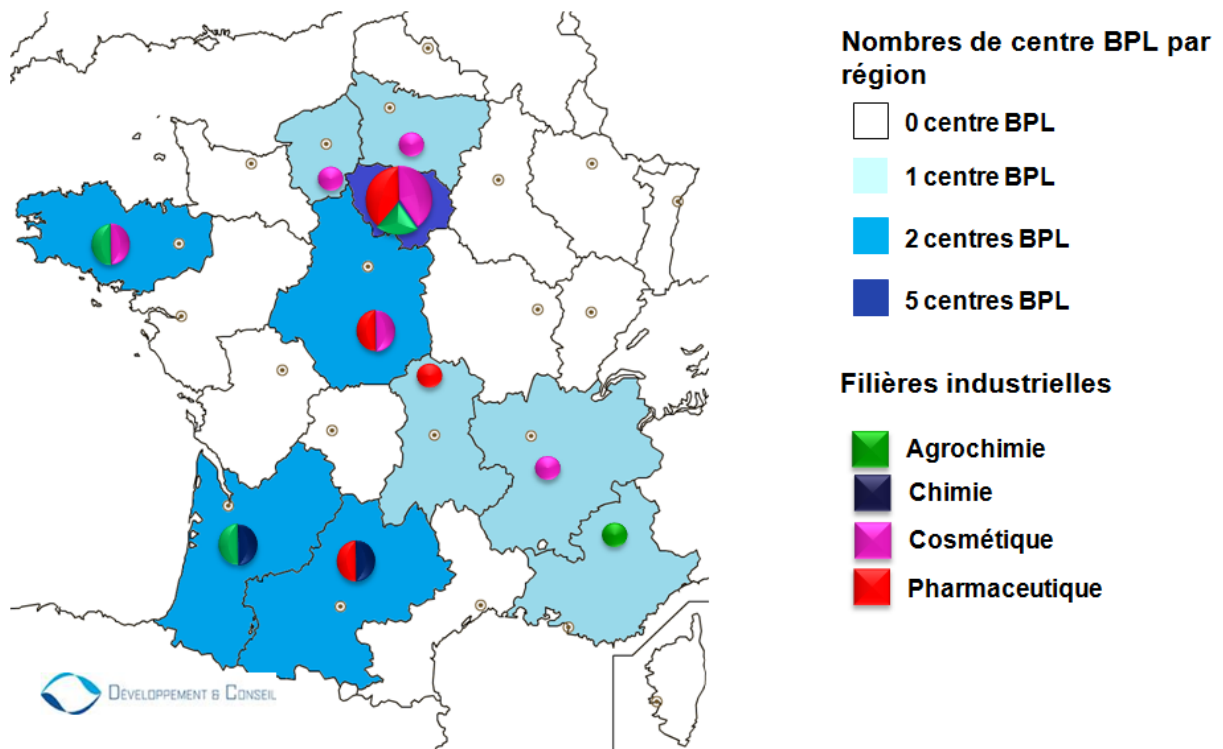 Nombres de centre BPL par
région
0 centre BPL
1 centre BPL
2 centres BPL
5 centres BPL
Filières industrielles
Agrochimie
Chimie
Cosmétique
Pharmaceutique
DÉVELOPPEMENT & CONSEIL